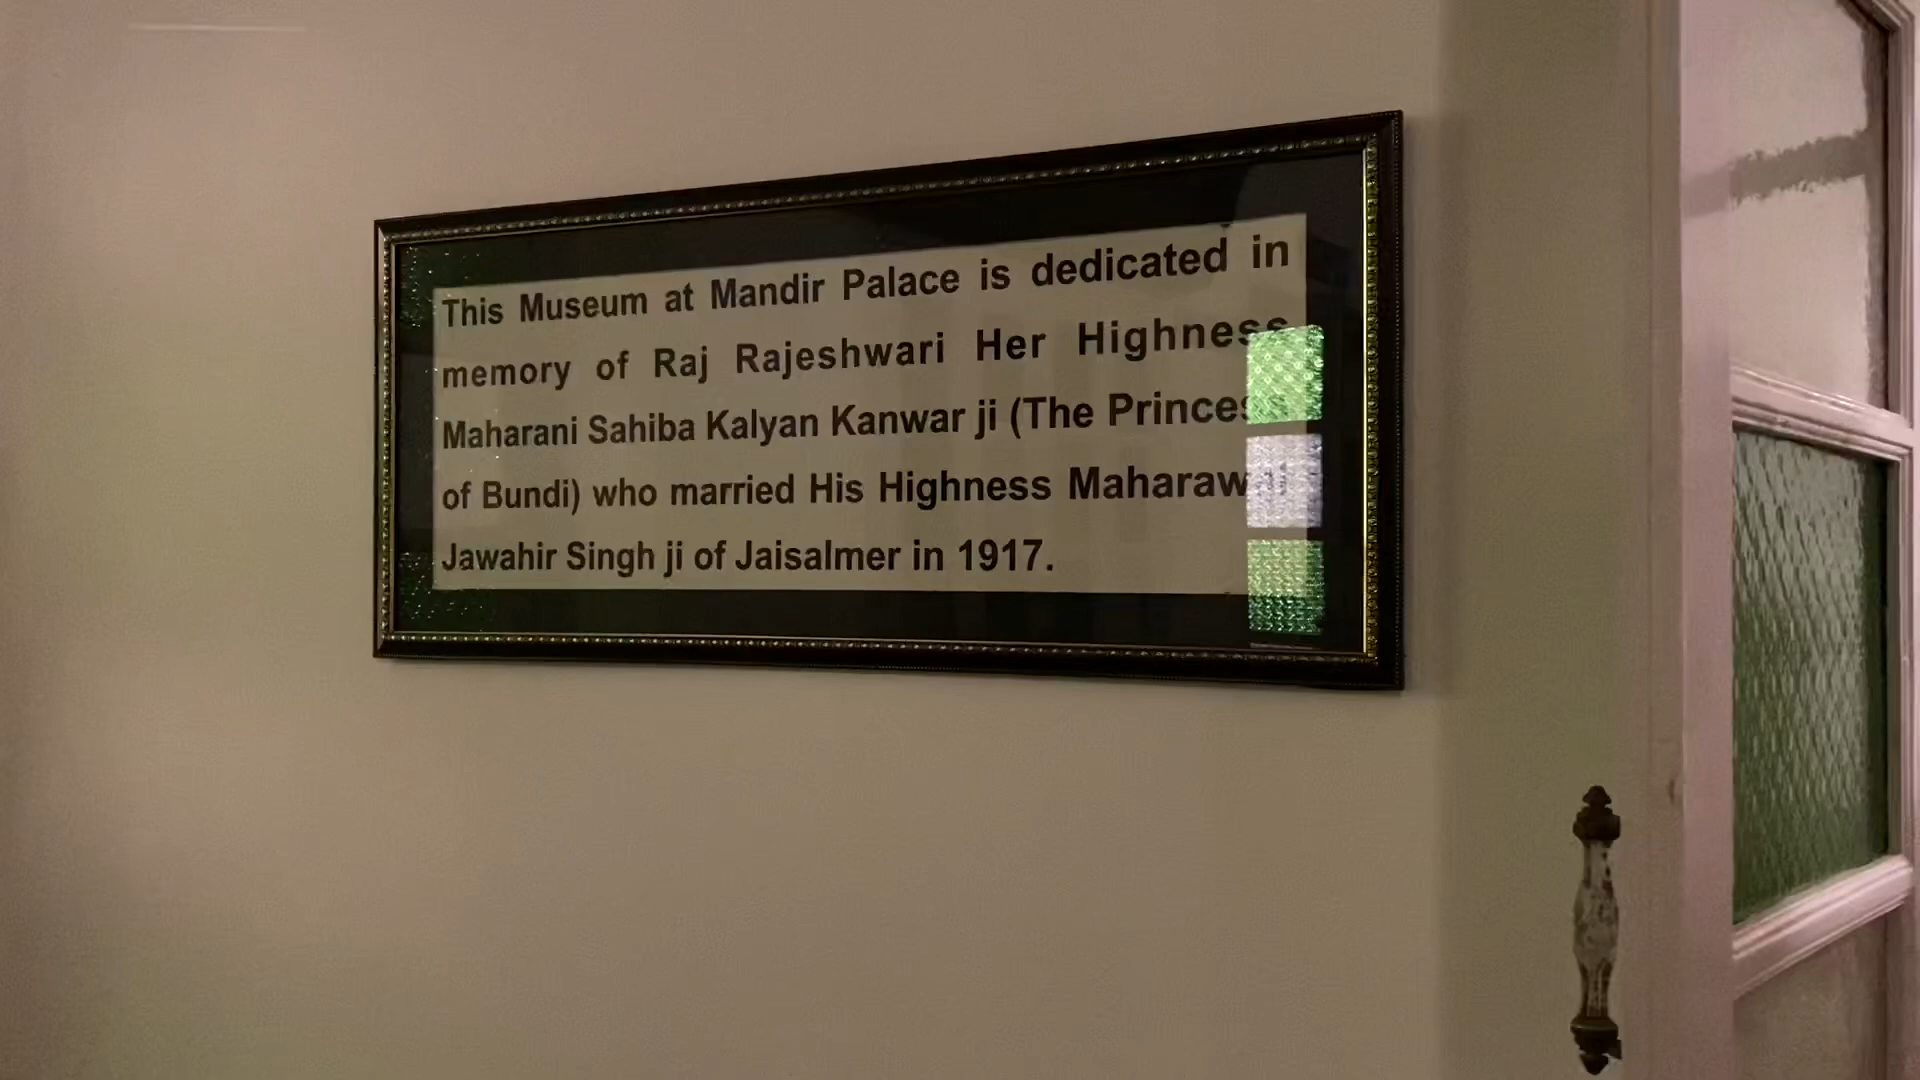 This Museum at Mandir Palace is dedicated in
memory of Raj Rajeshwari Her Highness
Maharani Sahiba Kalyan Kanwar ji (The Princess
of Bundi) who married His Highness Maharawal
Jawahir Singh ji of Jaisalmer in 1917.